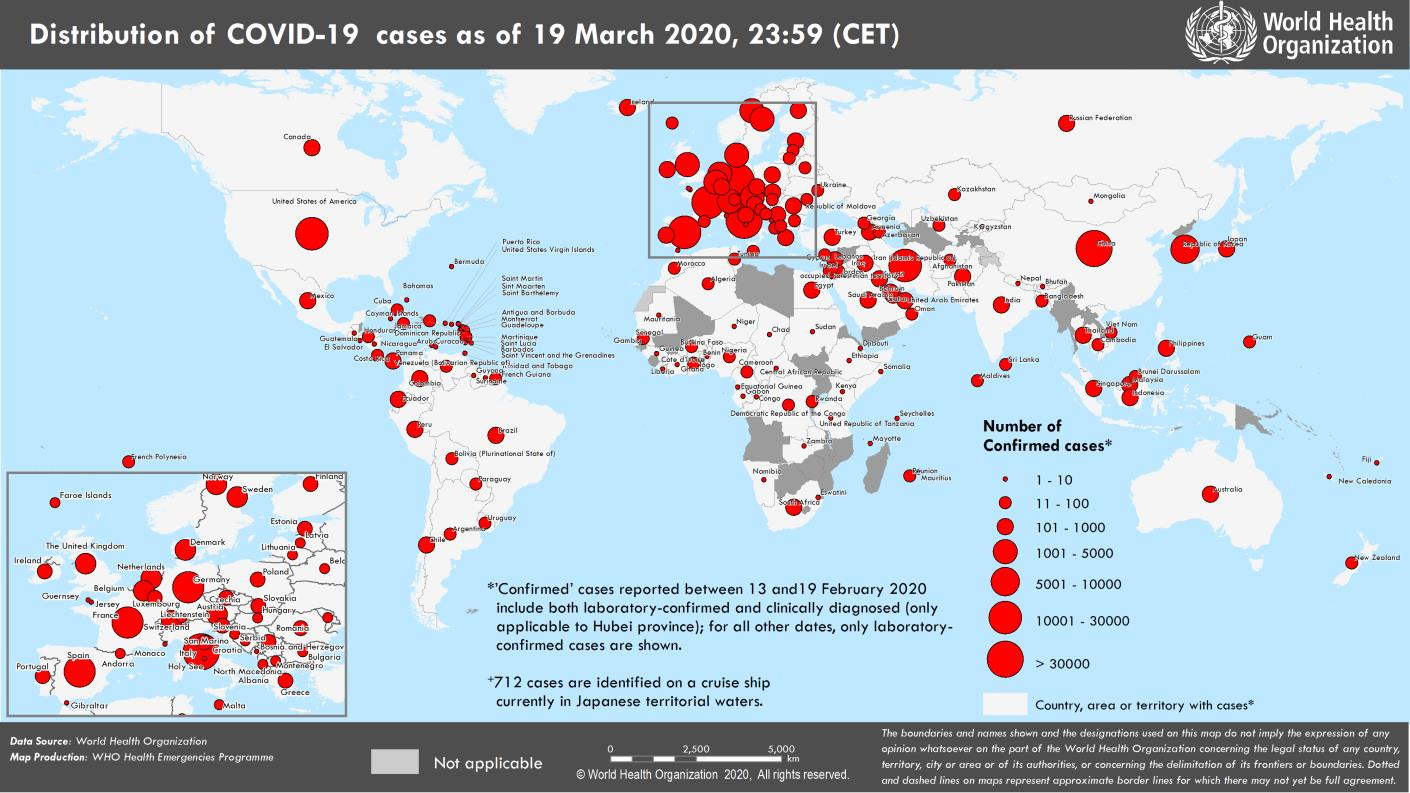 Distribution of COVID-19 cases as of 19 March 2020, 23:59 (CET)
World Health
Organization
Russian Federation
Canada
Ukraine
Kazakhstan
Mongolia
United States of America
Republic of Moldova
Georgia
Uzbekistan
Kyrgyzstan
Turkey
Azerbaijan
China
Republic of Korea
Japan
Puerto Rico
United States Virgin Islands
Bermuda
Morocco
Algeria
Afghanistan
Pakistan
Nepal
Bhutan
Bangladesh
India
Egypt
United Arab Emirates
Oman
Saint Martin
Sint Maarten
Saint Barthélemy
Bahamas
Mexico
Cuba
Cayman Islands
Jamaica
Dominican Republic
Antigua and Barbuda
Montserrat
Guadeloupe
Honduras
Guatemala
El Salvador
Nicaragua
Martinique
Saint Lucia
Barbados
Saint Vincent and the Grenadines
Panama
Venezuela (Bolivarian Republic of)
Trinidad and Tobago
French Guiana
Guyana
Suriname
Colombia
Ecuador
Mauritania
Niger
Chad
Sudan
Senegal
Gambia
Burkina Faso
Guinea
Benin
Nigeria
Liberia
Ghana
Togo
Cameroon
Central African Republic
Djibouti
Ethiopia
Somalia
Equatorial Guinea
Gabon
Congo
Kenya
Rwanda
Democratic Republic of the Congo
United Republic of Tanzania
Seychelles
Viet Nam
Thailand
Cambodia
Philippines
Guam
Sri Lanka
Maldives
Brunei Darussalam
Malaysia
Singapore
Indonesia
Peru
Brazil
Bolivia (Plurinational State of)
Paraguay
Uruguay
Argentina
Chile
French Polynesia
Zambia
Mayotte
Namibia
Eswatini
South Africa
Réunion
Mauritius
Australia
Fiji
New Caledonia
New Zealand
Number of
Confirmed cases*
1 - 10
11 - 100
101 - 1000
1001 - 5000
5001 - 10000
10001 - 30000
> 30000
Country, area or territory with cases*
Norway
Finland
Sweden
Faroe Islands
Estonia
Latvia
Lithuania
The United Kingdom
Denmark
Ireland
Netherlands
Poland
Belgium
Germany
Guernsey
Jersey
Luxembourg
Czechia
Slovakia
France
Liechtenstein
Austria
Hungary
Switzerland
Slovenia
Romania
San Marino
Serbia
Monaco
Italy
Croatia
Bosnia and Herzegov
Bulgaria
Spain
Andorra
Holy See
Portugal
North Macedonia
Montenegro
Albania
Greece
Gibraltar
Malta
*'Confirmed' cases reported between 13 and19 February 2020
include both laboratory-confirmed and clinically diagnosed (only
applicable to Hubei province); for all other dates, only laboratory-
confirmed cases are shown.
+712 cases are identified on a cruise ship
currently in Japanese territorial waters.
Data Source: World Health Organization
Map Production: WHO Health Emergencies Programme
Not applicable
0 2,500 5,000
km
© World Health Organization 2020, All rights reserved.
The boundaries and names shown and the designations used on this map do not imply the expression of any
opinion whatsoever on the part of the World Health Organization concerning the legal status of any country,
territory, city or area or of its authorities, or concerning the delimitation of its frontiers or boundaries. Dotted
and dashed lines on maps represent approximate border lines for which there may not yet be full agreement.